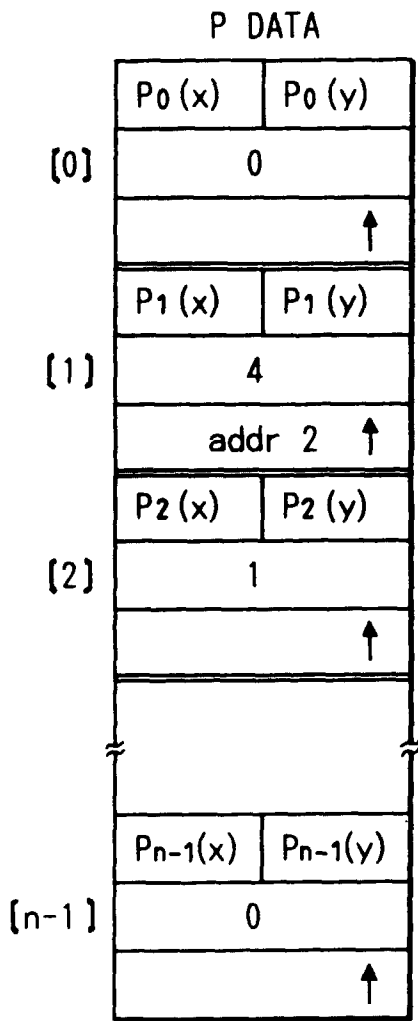 P DATA
P0(x) P0(y)
[0] 0
↑
P1(x) P1(y)
[1] 4
addr 2 ↑
P2(x) P2(y)
[2] 1
↑
Pn-1(x) Pn-1(y)
[n-1] 0
↑